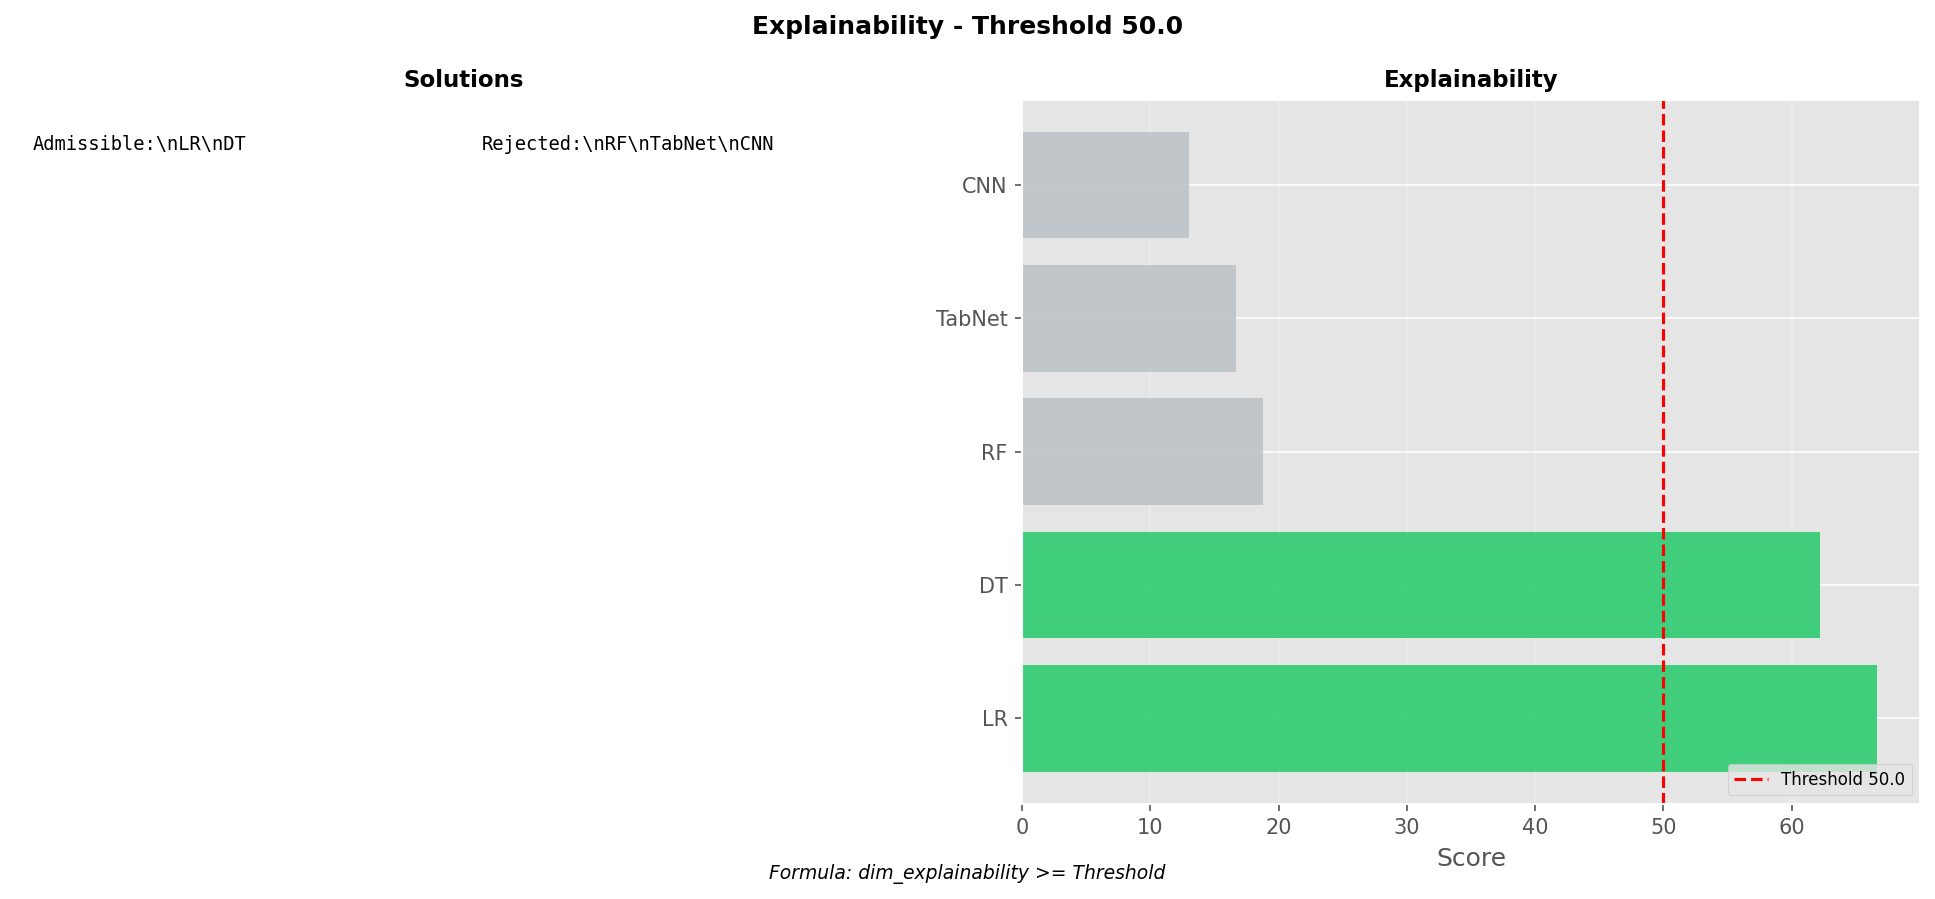 Explainability - Threshold 50.0
Solutions
Admissible:\nLR\nDT
Rejected:\nRF\nTabNet\nCNN
Explainability
CNN
TabNet
RF
DT
LR
Threshold 50.0
0 10 20 30 40 50 60
Score
Formula: dim_explainability >= Threshold